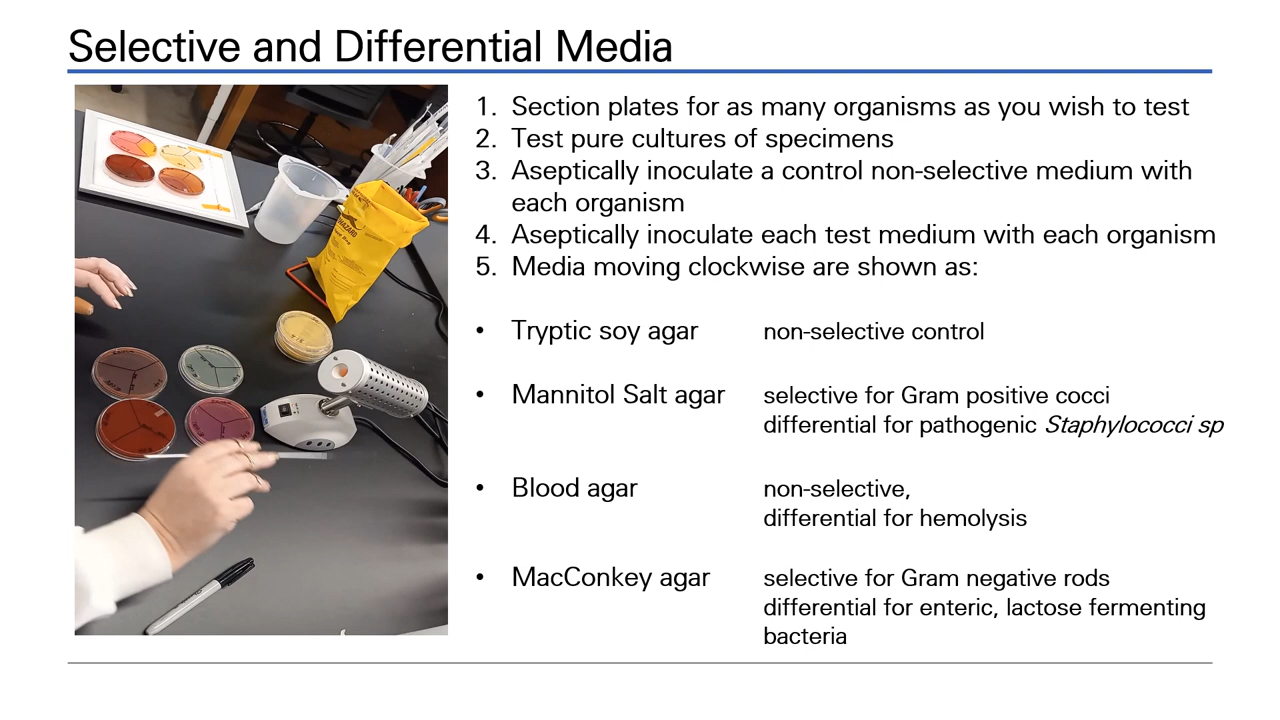 Selective and Differential Media
1. Section plates for as many organisms as you wish to test
2. Test pure cultures of specimens
3. Aseptically inoculate a control non-selective medium with
each organism
4. Aseptically inoculate each test medium with each organism
5. Media moving clockwise are shown as:
• Tryptic soy agar non-selective control
• Mannitol Salt agar selective for Gram positive cocci
differential for pathogenic Staphylococci sp
• Blood agar non-selective,
differential for hemolysis
• MacConkey agar selective for Gram negative rods
differential for enteric, lactose fermenting
bacteria